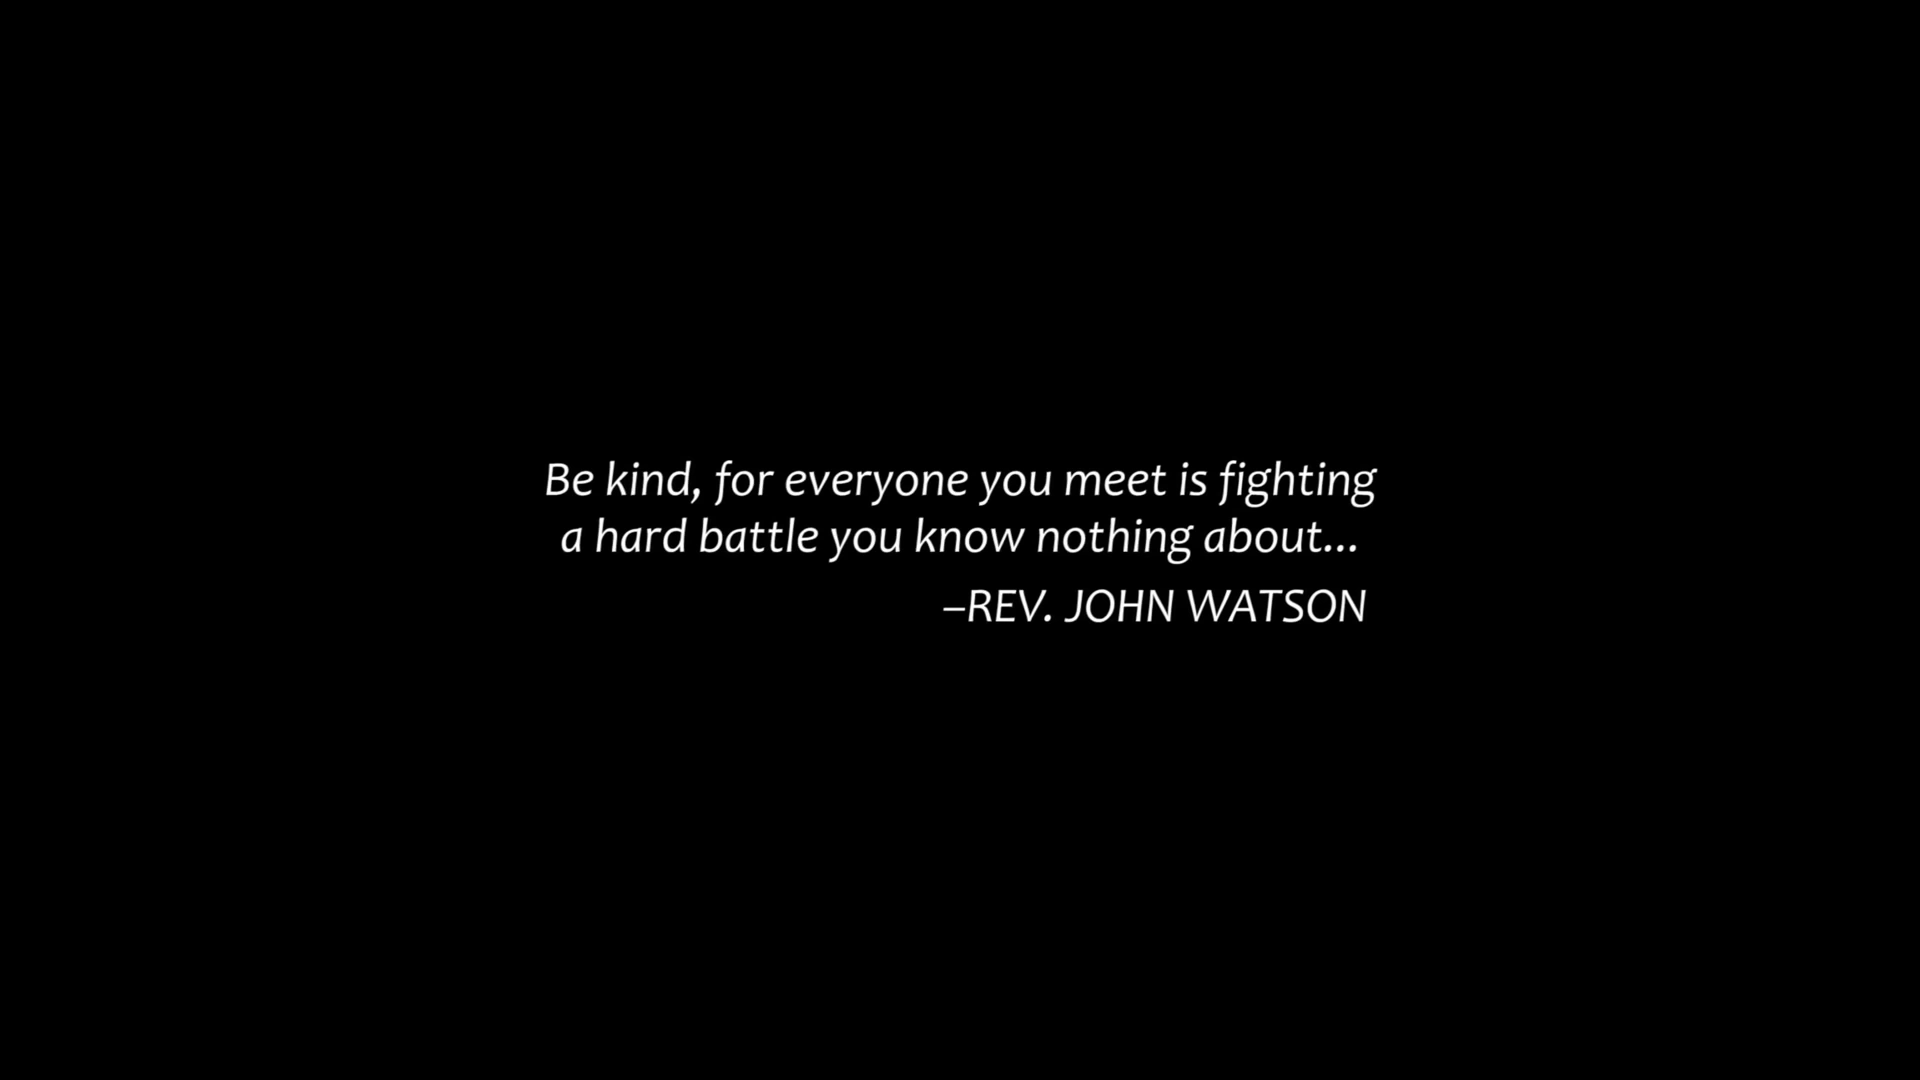 Be kind, for everyone you meet is fighting
a hard battle you know nothing about...
–REV. JOHN WATSON